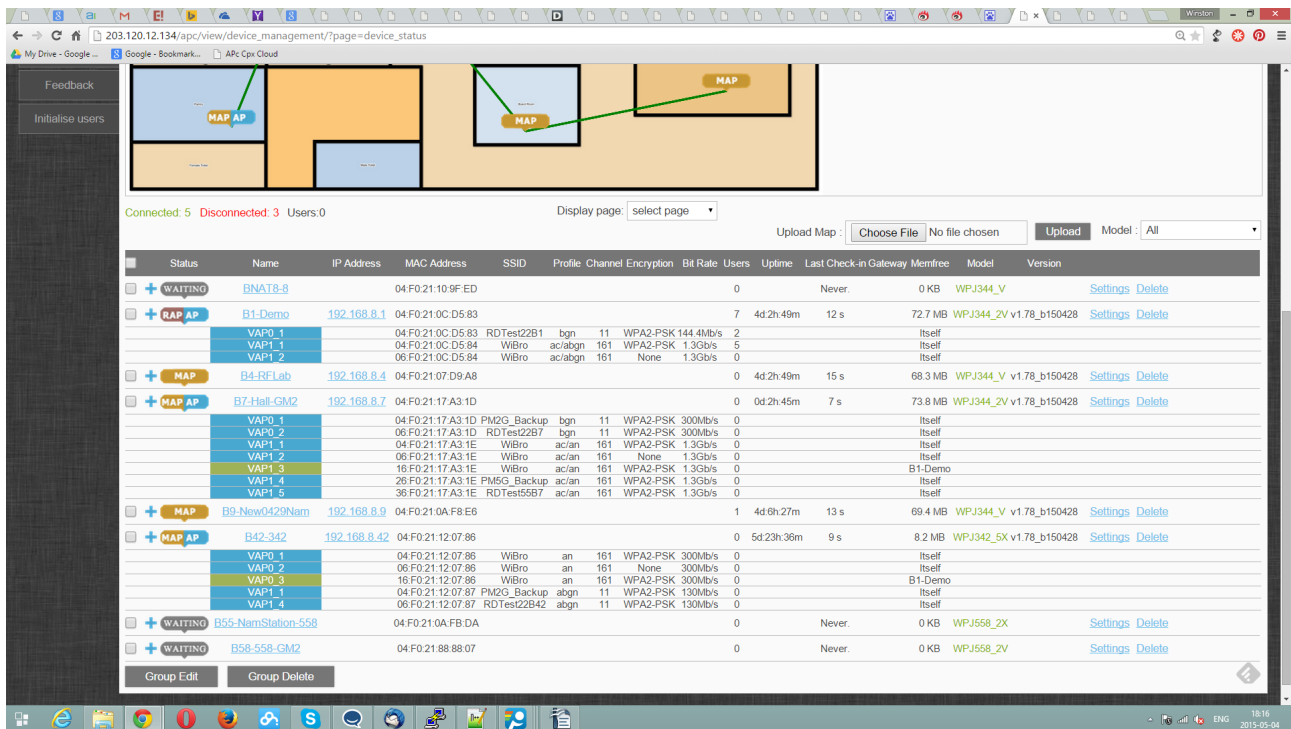 Winston
203.120.12.134/apc/view/device_management/?page=device_status
My Drive - Google ... Google - Bookmark... APc Cpx Cloud
Feedback
Initialise users
MAP
MAP AP
MAP
Connected: 5 Disconnected: 3 Users:0 Display page: select page
Upload Map : Choose File No file chosen Upload Model : All
Status Name IP Address MAC Address SSID Profile Channel Encryption Bit Rate Users Uptime Last Check-in Gateway Memfree Model Version
WAITING BNAT8-8 04:F0:21:10:9F:ED 0 Never. 0 KB WPJ344_V Settings Delete
RAP AP B1-Demo 192.168.8.1 04:F0:21:0C:D5:83 7 4d:2h:49m 12 s 72.7 MB WPJ344_2V v1.78_b150428 Settings Delete
VAP0_1 04:F0:21:0C:D5:83 RDTest22B1 bgn 11 WPA2-PSK 144.4Mb/s 2 Itself
VAP1_1 04:F0:21:0C:D5:84 WiBro ac/abgn 161 WPA2-PSK 1.3Gb/s 5 Itself
VAP1_2 06:F0:21:0C:D5:84 WiBro ac/abgn 161 None 1.3Gb/s 0 Itself
MAP B4-RFLab 192.168.8.4 04:F0:21:07:D9:A8 0 4d:2h:49m 15 s 68.3 MB WPJ344_V v1.78_b150428 Settings Delete
MAP AP B7-Hall-GM2 192.168.8.7 04:F0:21:17:A3:1D 0 0d:2h:45m 7 s 73.8 MB WPJ344_2V v1.78_b150428 Settings Delete
VAP0_1 04:F0:21:17:A3:1D PM2G_Backup bgn 11 WPA2-PSK 300Mb/s 0 Itself
VAP0_2 06:F0:21:17:A3:1D RDTest22B7 bgn 11 WPA2-PSK 300Mb/s 0 Itself
VAP1_1 04:F0:21:17:A3:1E WiBro ac/an 161 WPA2-PSK 1.3Gb/s 0 Itself
VAP1_2 06:F0:21:17:A3:1E WiBro ac/an 161 None 1.3Gb/s 0 Itself
VAP1_3 16:F0:21:17:A3:1E WiBro ac/an 161 WPA2-PSK 1.3Gb/s 0 B1-Demo
VAP1_4 26:F0:21:17:A3:1E PM5G_Backup ac/an 161 WPA2-PSK 1.3Gb/s 0 Itself
VAP1_5 36:F0:21:17:A3:1E RDTest55B7 ac/an 161 WPA2-PSK 1.3Gb/s 0 Itself
MAP B9-New0429Nam 192.168.8.9 04:F0:21:0A:F8:E6 1 4d:6h:27m 13 s 69.4 MB WPJ344_V v1.78_b150428 Settings Delete
MAP AP B42-342 192.168.8.42 04:F0:21:12:07:86 0 5d:23h:36m 9 s 8.2 MB WPJ342_5X v1.78_b150428 Settings Delete
VAP0_1 04:F0:21:12:07:86 WiBro an 161 WPA2-PSK 300Mb/s 0 Itself
VAP0_2 06:F0:21:12:07:86 WiBro an 161 None 300Mb/s 0 Itself
VAP0_3 16:F0:21:12:07:86 WiBro an 161 WPA2-PSK 300Mb/s 0 B1-Demo
VAP1_1 04:F0:21:12:07:87 PM2G_Backup abgn 11 WPA2-PSK 130Mb/s 0 Itself
VAP1_4 06:F0:21:12:07:87 RDTest22B42 abgn 11 WPA2-PSK 130Mb/s 0 Itself
WAITING B55-NamStation-558 04:F0:21:0A:FB:DA 0 Never. 0 KB WPJ558_2X Settings Delete
WAITING B58-558-GM2 04:F0:21:88:88:07 0 Never. 0 KB WPJ558_2V Settings Delete
Group Edit Group Delete
ENG 18:16
2015-05-04